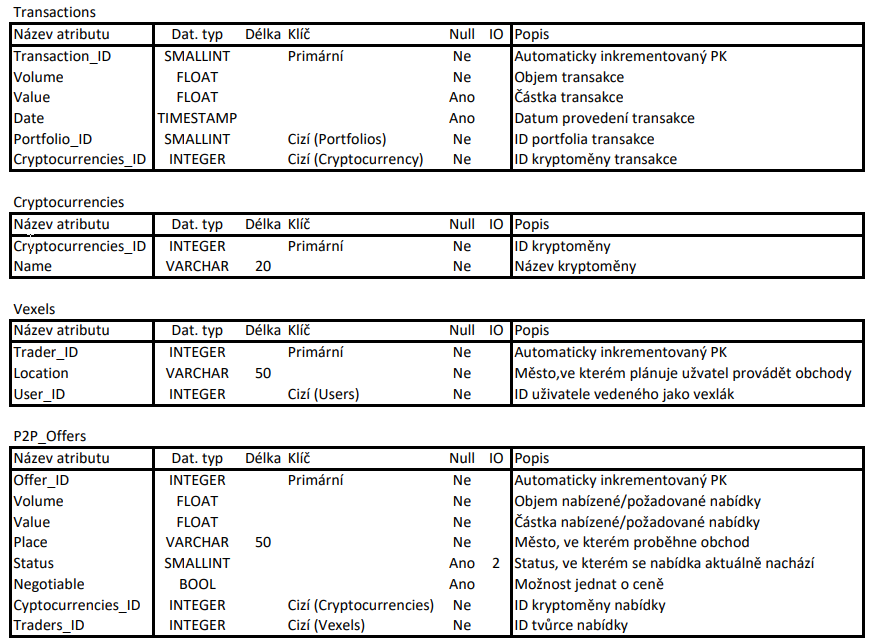 Transactions
Název atributu Dat. typ Délka Klíč Null IO Popis
Transaction_ID SMALLINT Primární Ne Automaticky inkrementovaný PK
Volume FLOAT Ne Objem transakce
Value FLOAT Ano Částka transakce
Date TIMESTAMP Ano Datum provedení transakce
Portfolio_ID SMALLINT Cizí (Portfolios) Ne ID portfolia transakce
Cryptocurrencies_ID INTEGER Cizí (Cryptocurrency) Ne ID kryptoměny transakce
Cryptocurrencies
Název atributu Dat. typ Délka Klíč Null IO Popis
Cryptocurrencies_ID INTEGER Primární Ne ID kryptoměny
Name VARCHAR 20 Ne Název kryptoměny
Vexels
Název atributu Dat. typ Délka Klíč Null IO Popis
Trader_ID INTEGER Primární Ne Automaticky inkrementovaný PK
Location VARCHAR 50 Ne Město,ve kterém plánuje užvatel provádět obchody
User_ID INTEGER Cizí (Users) Ne ID uživatele vedeného jako vexlák
P2P_Offers
Název atributu Dat. typ Délka Klíč Null IO Popis
Offer_ID INTEGER Primární Ne Automaticky inkrementovaný PK
Volume FLOAT Ne Objem nabízené/požadované nabídky
Value FLOAT Ne Částka nabízené/požadované nabídky
Place VARCHAR 50 Ne Město, ve kterém proběhne obchod
Status SMALLINT Ano 2 Status, ve kterém se nabídka aktuálně nachází
Negotiable BOOL Ano Možnost jednat o ceně
Cyptocurrencies_ID INTEGER Cizí (Cryptocurrencies) Ne ID kryptoměny nabídky
Traders_ID INTEGER Cizí (Vexels) Ne ID tvůrce nabídky